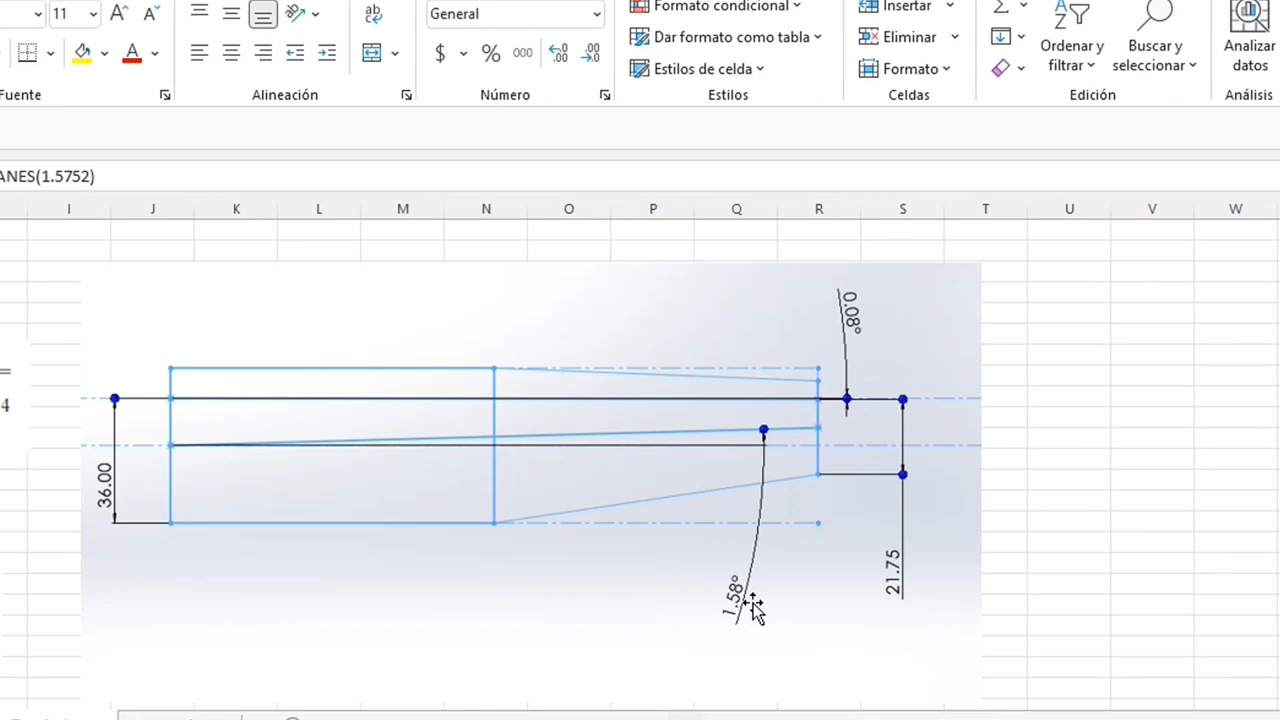 11
General
Formato condicional
Insertar
Dar formato como tabla
Eliminar
Ordenar y
filtrar
Buscar y
seleccionar
Analizar
datos
$ % 000
Estilos de celda
Formato
Fuente
Alineación
Número
Estilos
Celdas
Edición
Análisis
ANES(1.5752)
I J K L M N O P Q R S T U V W
0.08°
=
4
36.00
21.75
1.58°